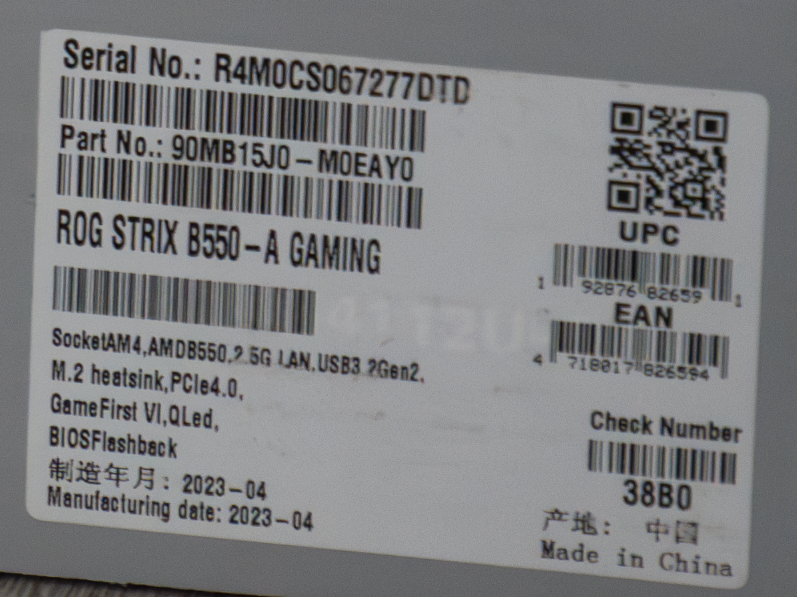 Serial No.: R4M0CS067277DTD
Part No.: 90MB15J0-M0EAY0
ROG STRIX B550-A GAMING
SocketAM4,AMDB550,2.5G LAN,USB3.2Gen2,
M.2 heatsink,PCIe4.0,
GameFirst VI,QLed,
BIOSFlashback
制造年月: 2023-04
Manufacturing date: 2023-04
UPC
1 92876 82659 1
EAN
4 718017 826594
Check Number
38B0
产地: 中国
Made in China